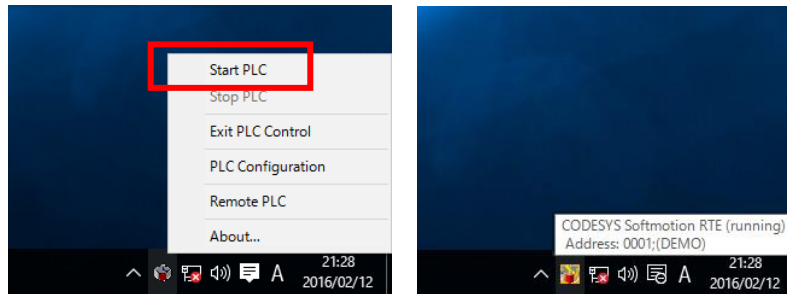 Start PLC
Stop PLC
Exit PLC Control
PLC Configuration
Remote PLC
About...
A
21:28
2016/02/12
CODESYS Softmotion RTE (running)
Address: 0001;(DEMO)
A
21:28
2016/02/12